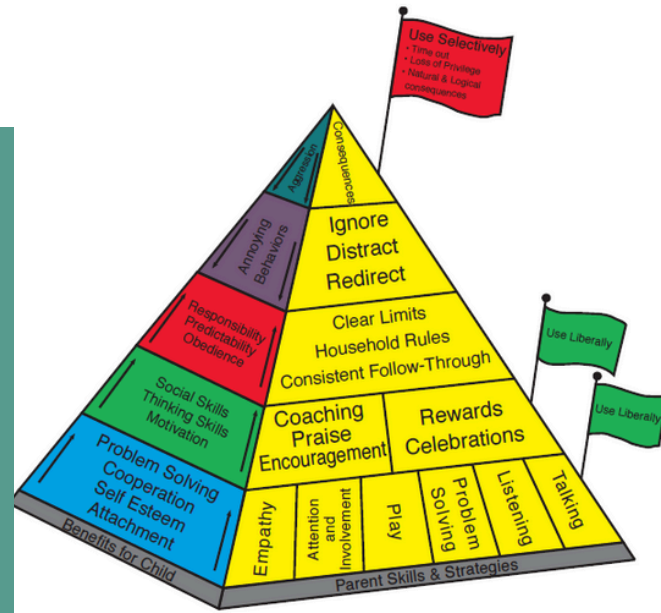 Use Selectively
• Time out
• Loss of Privilege
• Natural & Logical
consequences
Aggression
Consequences
Annoying
Behaviors
Ignore
Distract
Redirect
Responsibility
Predictability
Obedience
Clear Limits
Household Rules
Consistent Follow-Through
Use Liberally
Social Skills
Thinking Skills
Motivation
Coaching
Praise
Encouragement
Rewards
Celebrations
Use Liberally
Problem Solving
Cooperation
Self Esteem
Attachment
Empathy
Attention
and
Involvement
Play
Problem
Solving
Listening
Talking
Benefits for Child
Parent Skills & Strategies